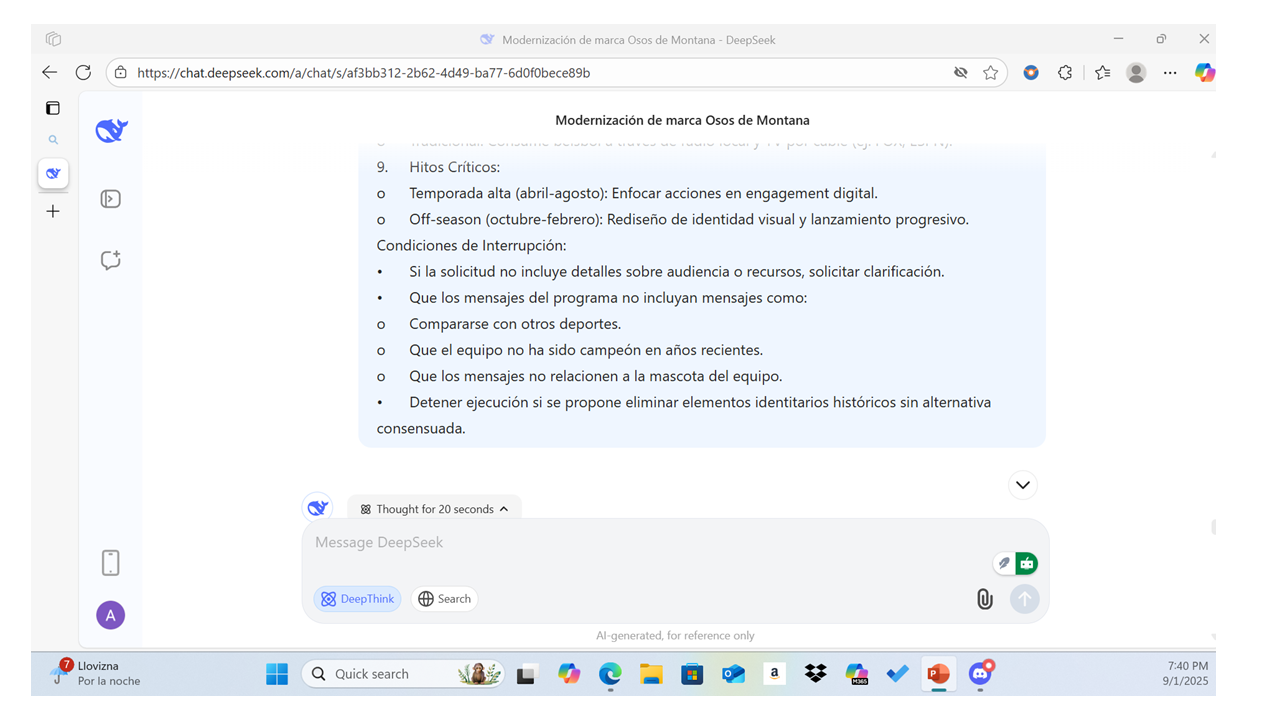 Modernización de marca Osos de Montana - DeepSeek
https://chat.deepseek.com/a/chat/s/af3bb312-2b62-4d49-ba77-6d0f0bece89b
Modernización de marca Osos de Montana
9. Hitos Críticos:
o Temporada alta (abril-agosto): Enfocar acciones en engagement digital.
o Off-season (octubre-febrero): Rediseño de identidad visual y lanzamiento progresivo.
Condiciones de Interrupción:
• Si la solicitud no incluye detalles sobre audiencia o recursos, solicitar clarificación.
• Que los mensajes del programa no incluyan mensajes como:
o Compararse con otros deportes.
o Que el equipo no ha sido campeón en años recientes.
o Que los mensajes no relacionen a la mascota del equipo.
• Detener ejecución si se propone eliminar elementos identitarios históricos sin alternativa
consensuada.
Thought for 20 seconds
Message DeepSeek
DeepThink
Search
A
AI-generated, for reference only
7
Llovizna
Por la noche
Quick search
a
M365
P
7:40 PM
9/1/2025